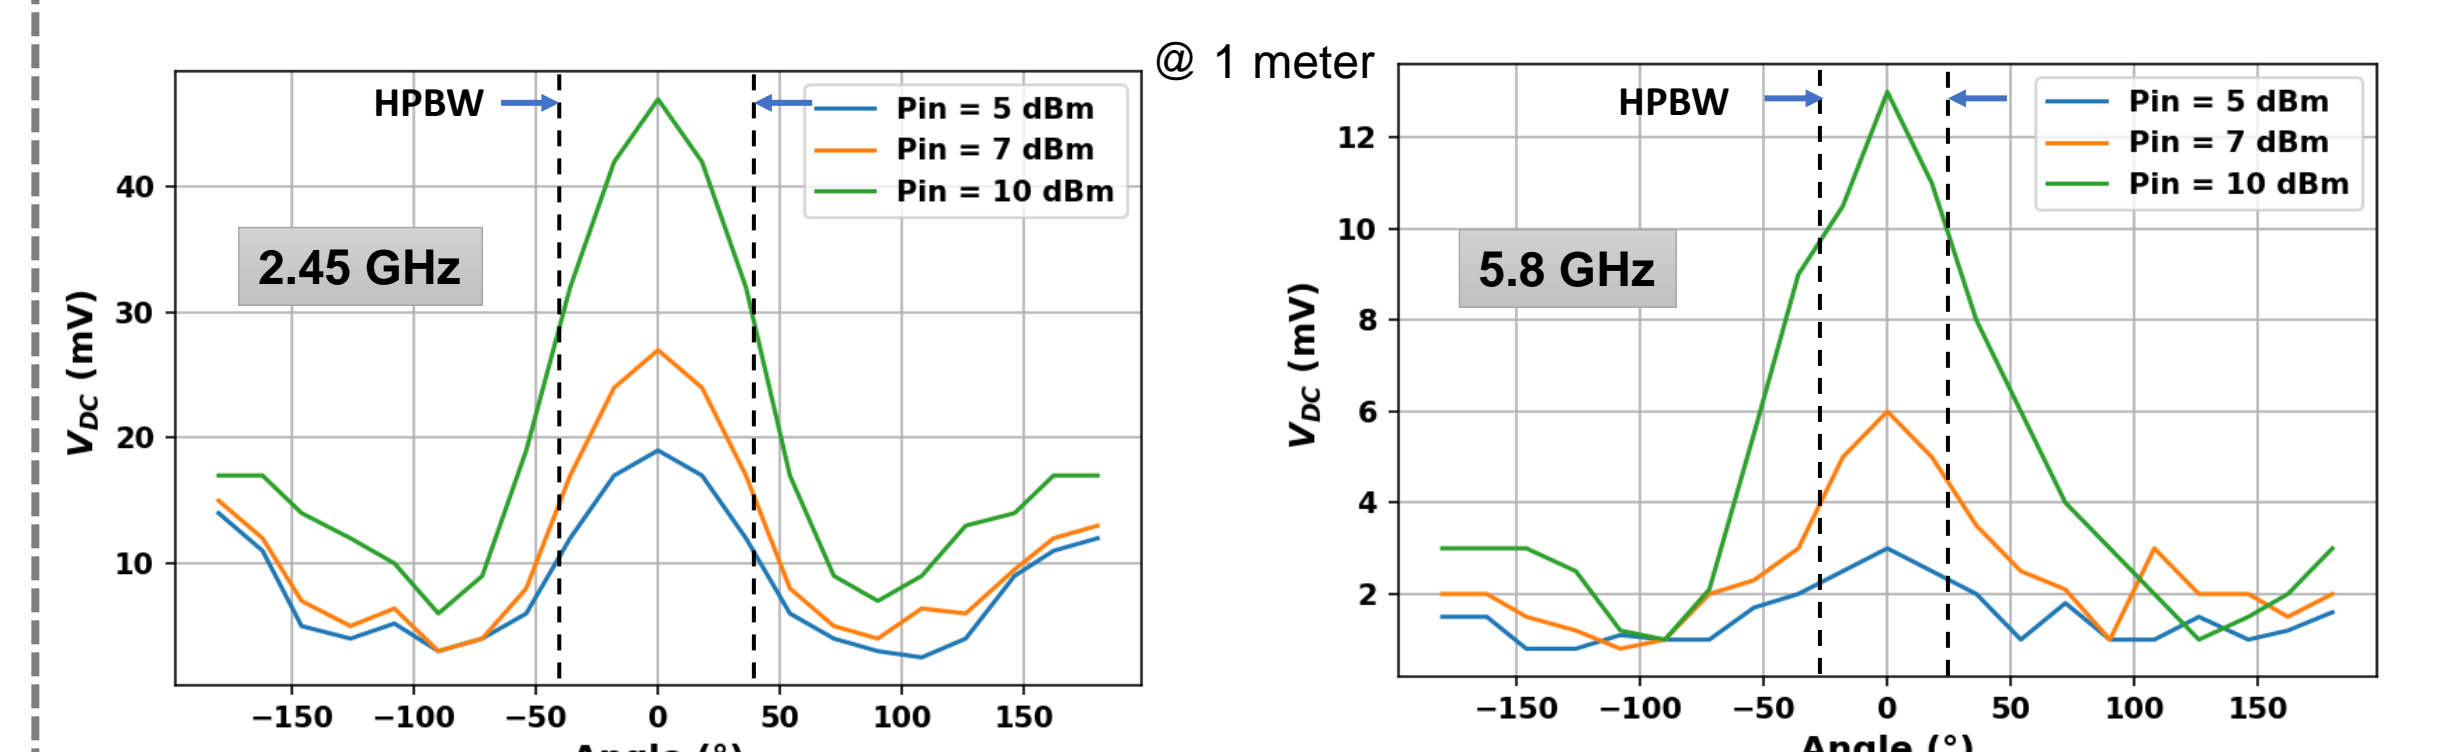 @ 1 meter
HPBW
Pin = 5 dBm
Pin = 7 dBm
Pin = 10 dBm
2.45 GHz
V_DC (mV)
40
30
20
10
−150 −100 −50 0 50 100 150
Angle (°)
HPBW
Pin = 5 dBm
Pin = 7 dBm
Pin = 10 dBm
5.8 GHz
V_DC (mV)
12
10
8
6
4
2
−150 −100 −50 0 50 100 150
Angle (°)